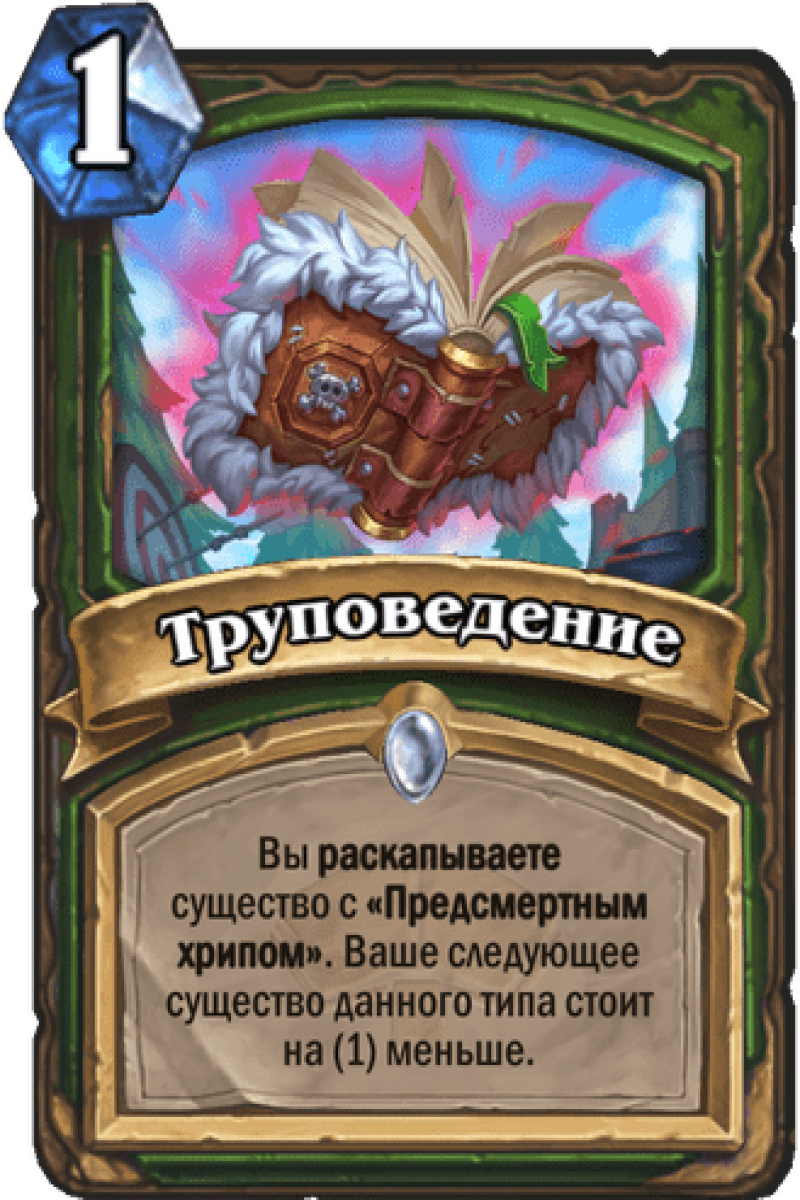 1
Труповедение
Вы раскапываете
существо с «Предсмертным
хрипом». Ваше следующее
существо данного типа стоит
на (1) меньше.